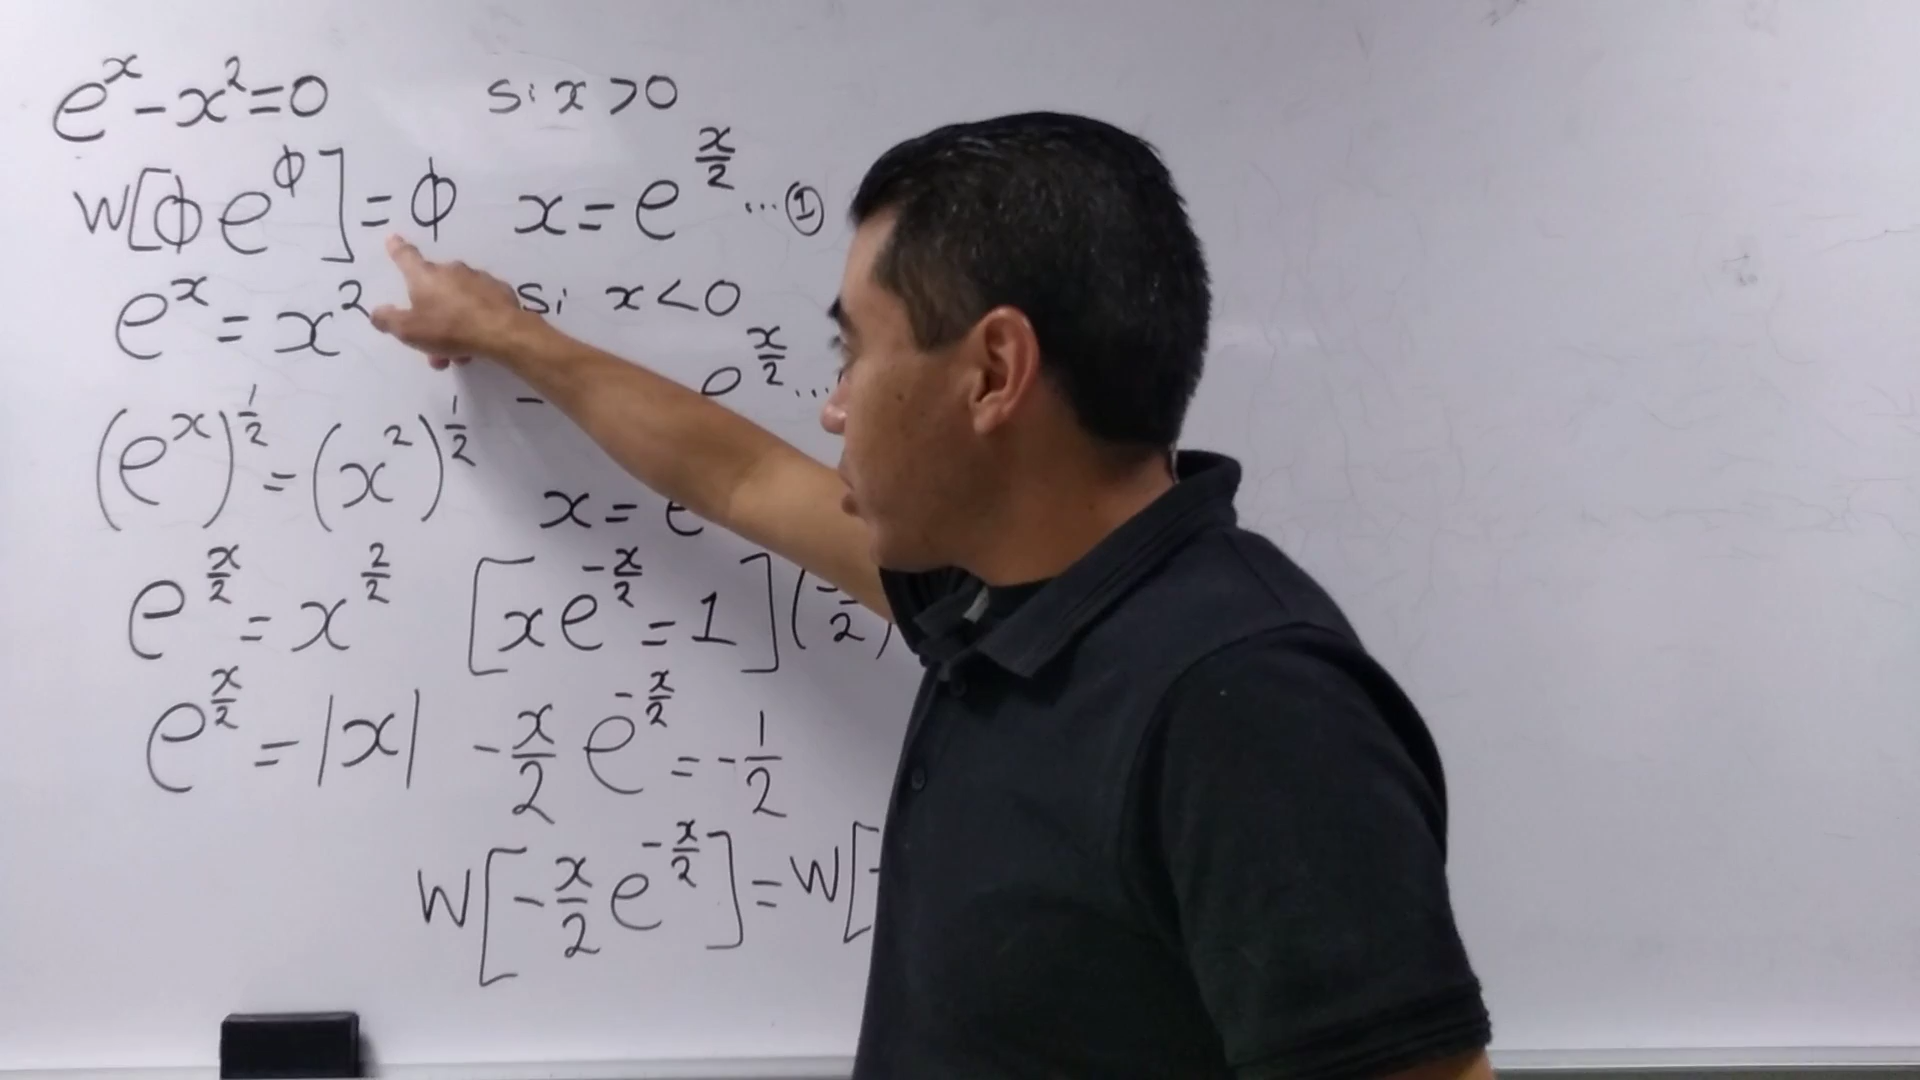 e^x - x^2 = 0
W[ϕe^ϕ] = ϕ
e^x = x^2
(e^x)^{1/2} = (x^2)^{1/2}
e^{x/2} = x^{2/2}
e^{x/2} = |x|
si x > 0
x = e^{x/2} ... ①
si x < 0
- e^{x/2} ...
x = e
[x e^{-x/2} = 1] ( 2)
-x/2 e^{-x/2} = -1/2
W[-x/2 e^{-x/2}] = W[-